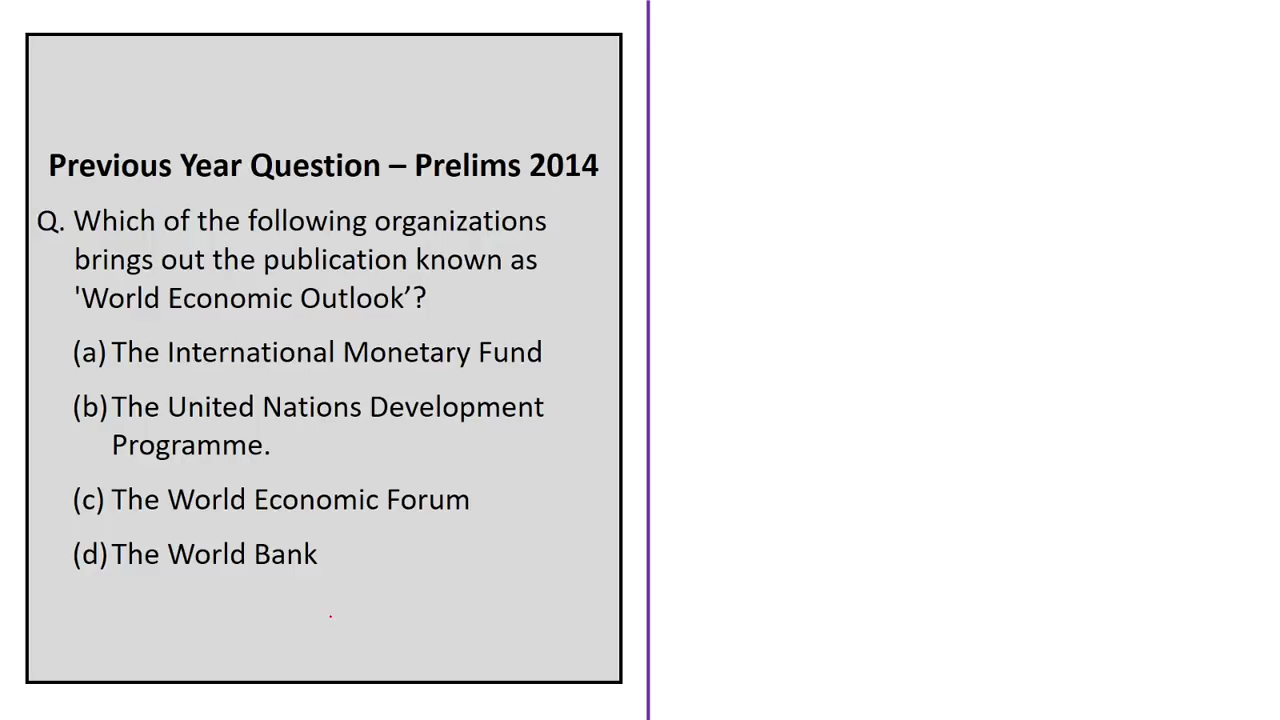 Previous Year Question – Prelims 2014
Q. Which of the following organizations
brings out the publication known as
'World Economic Outlook’?
(a) The International Monetary Fund
(b) The United Nations Development
Programme.
(c) The World Economic Forum
(d) The World Bank